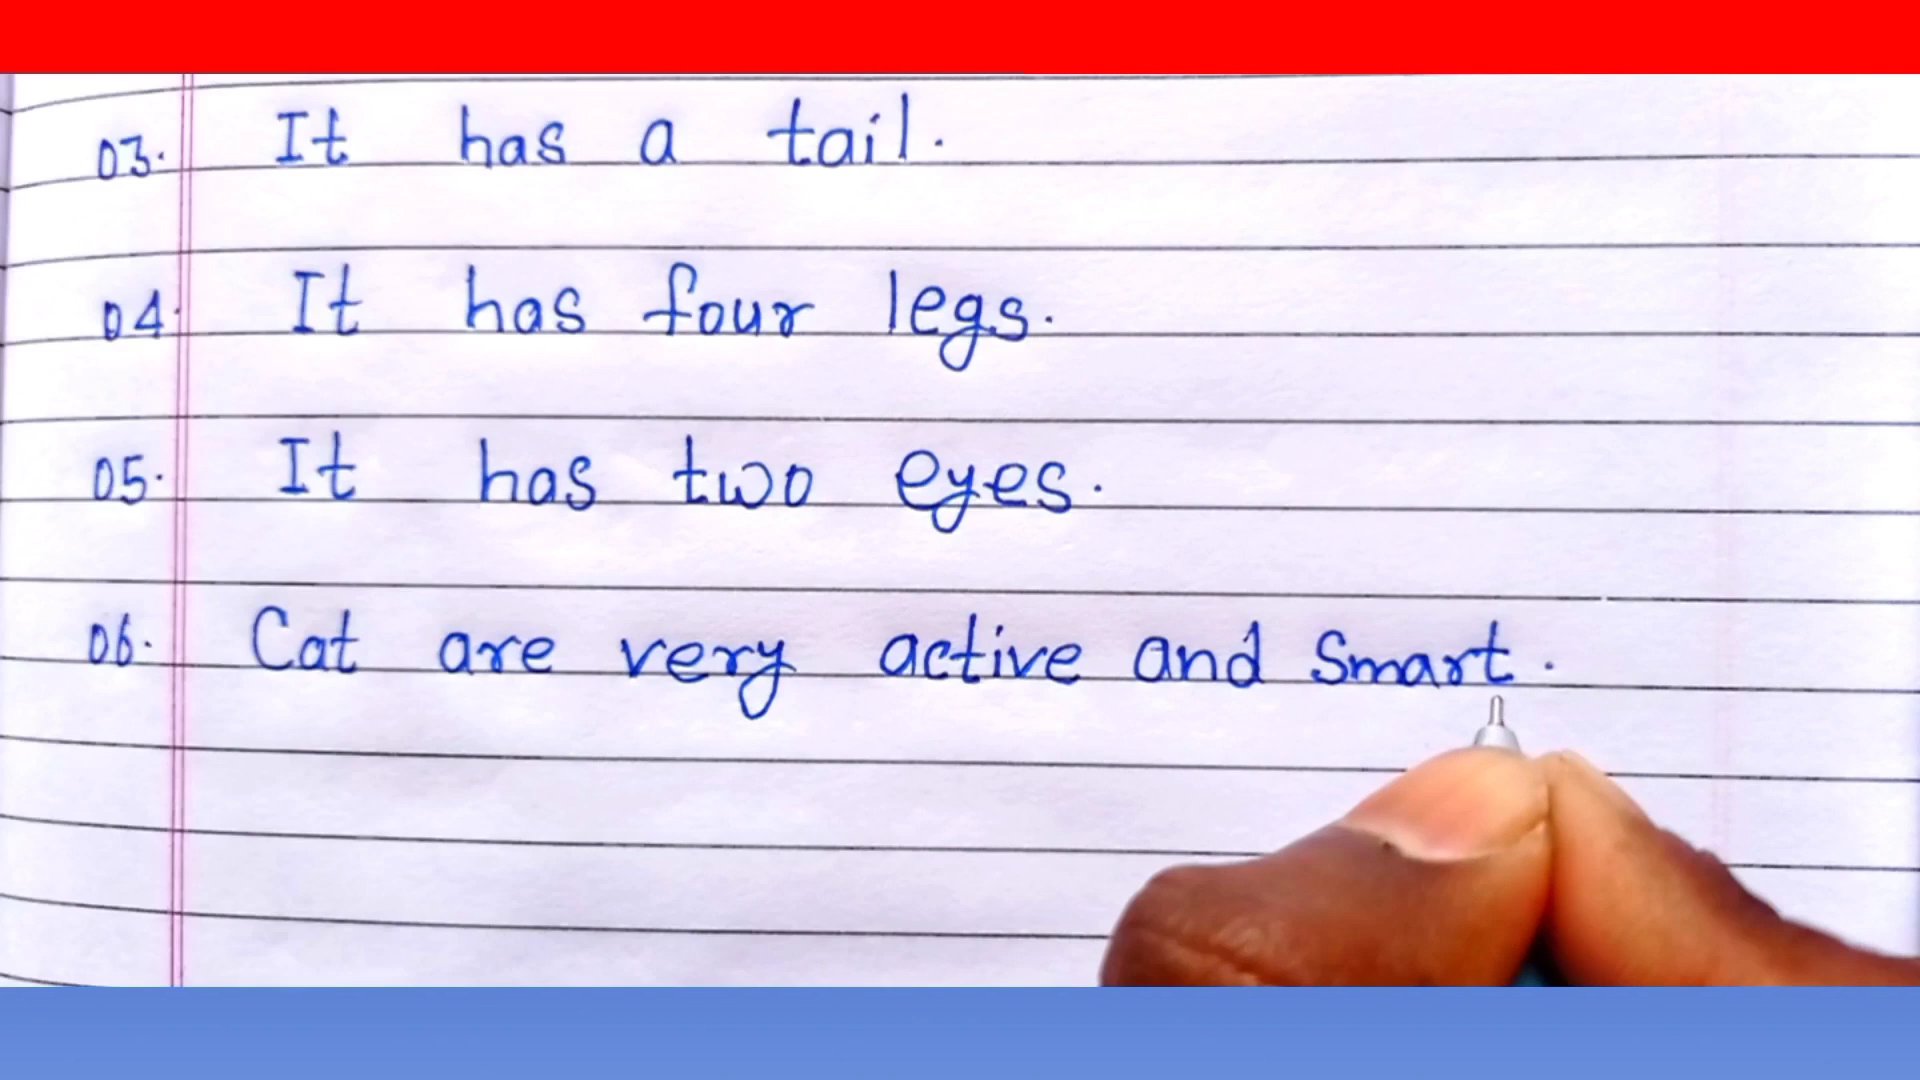 03. It has a tail.
04. It has four legs.
05. It has two eyes.
06. Cat are very active and Smart.